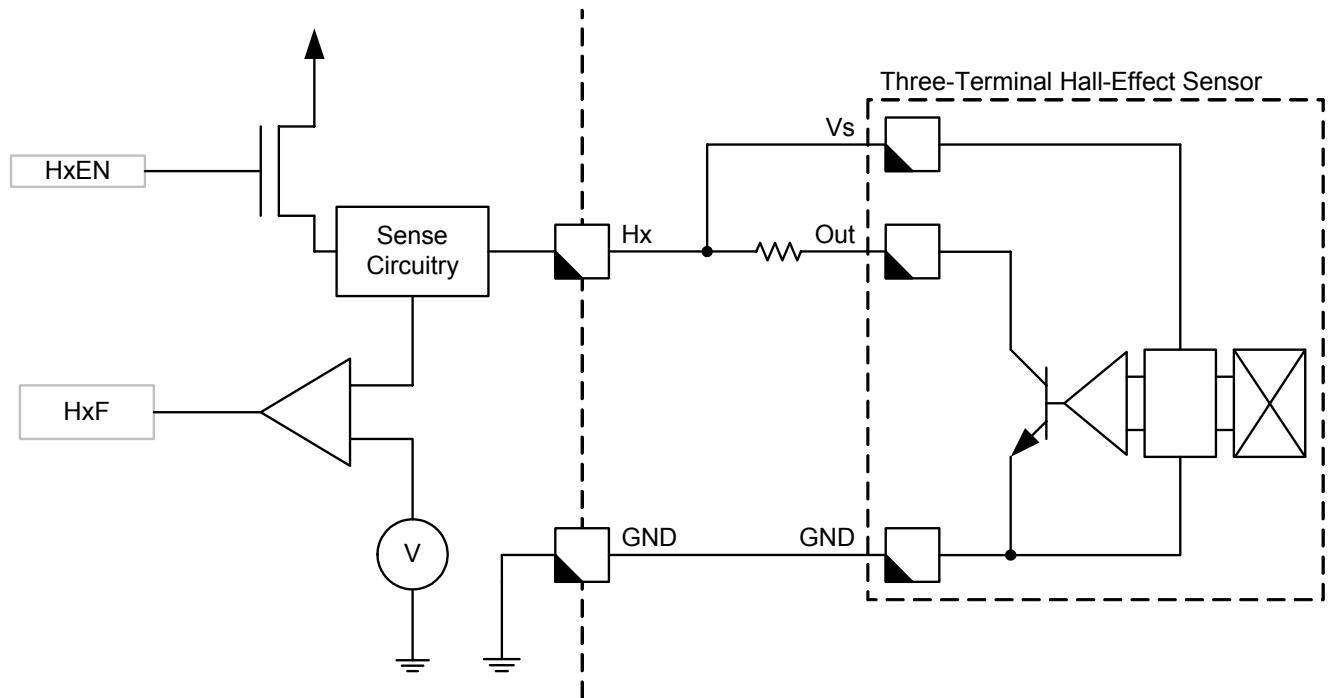 Three-Terminal Hall-Effect Sensor
Vs
HxEN
Sense
Circuitry
Hx
Out
HxF
GND
GND
V